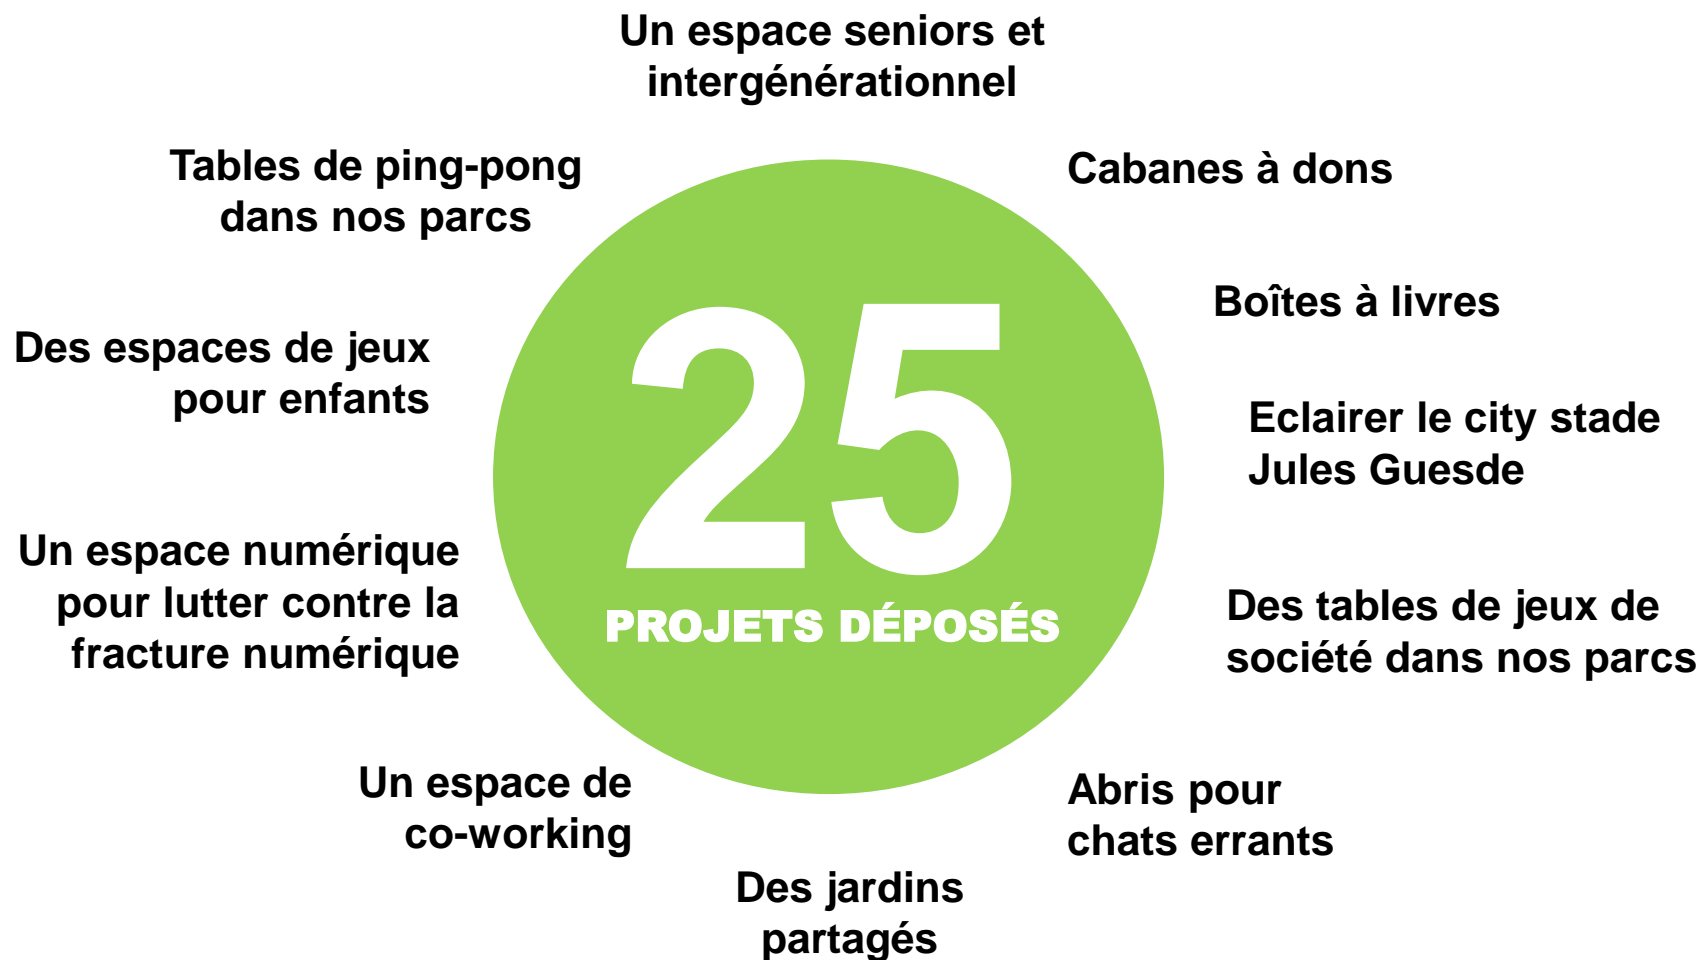 Un espace seniors et
intergénérationnel
Tables de ping-pong
dans nos parcs
Cabanes à dons
Boîtes à livres
Des espaces de jeux
pour enfants
25
PROJETS DÉPOSÉS
Eclairer le city stade
Jules Guesde
Un espace numérique
pour lutter contre la
fracture numérique
Des tables de jeux de
société dans nos parcs
Un espace de
co-working
Abris pour
chats errants
Des jardins
partagés